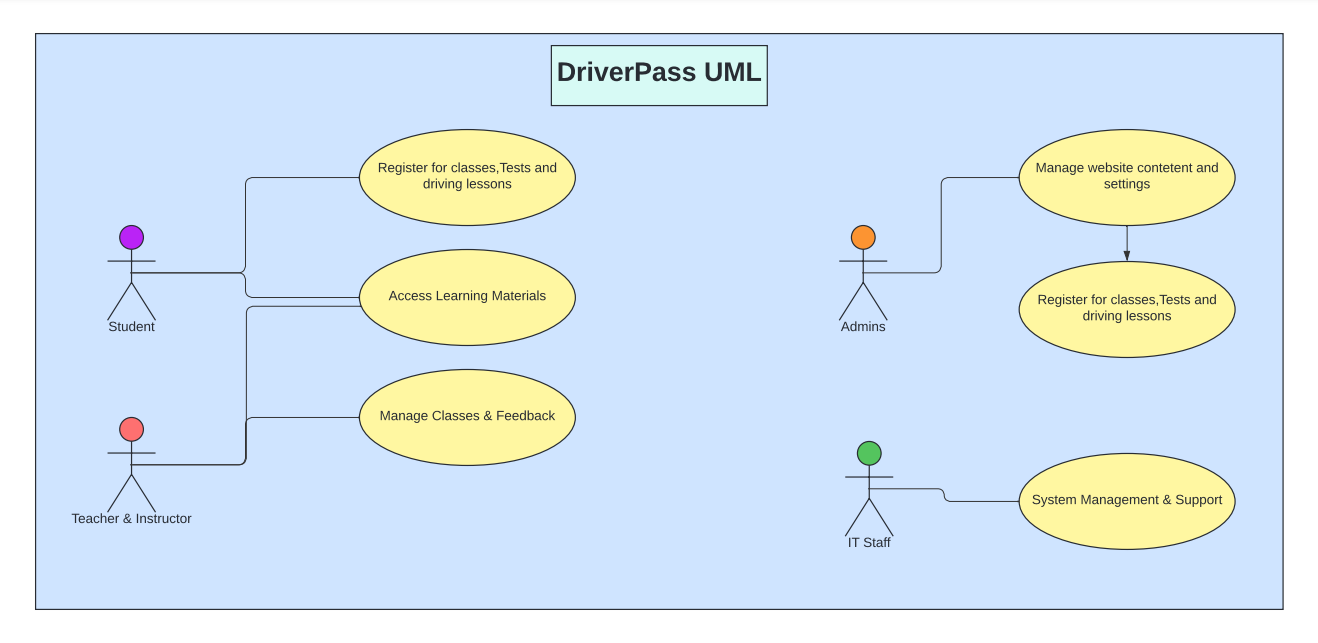 DriverPass UML
Register for classes,Tests and
driving lessons
Access Learning Materials
Student
Manage Classes & Feedback
Teacher & Instructor
Manage website contetent and
settings
Register for classes,Tests and
driving lessons
Admins
System Management & Support
IT Staff